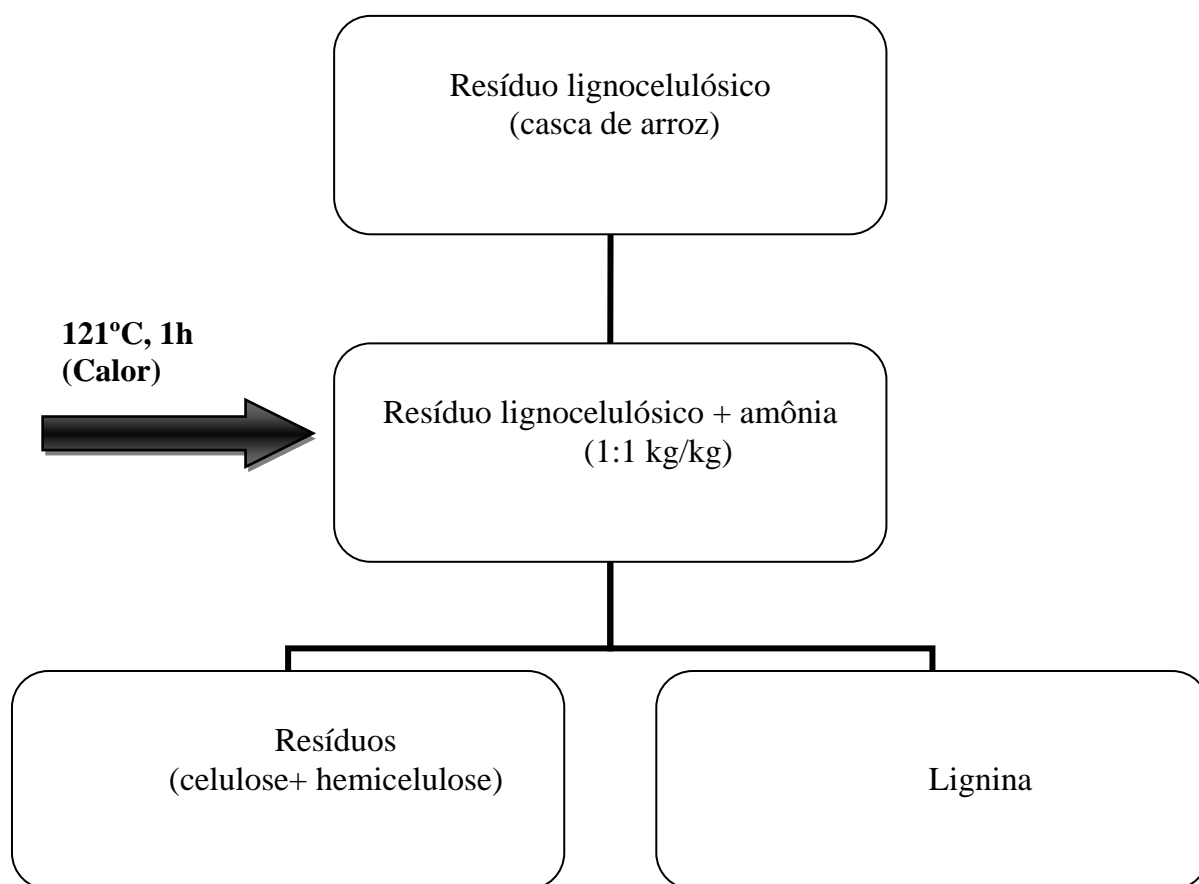 Resíduo lignocelulósico
(casca de arroz)
121ºC, 1h
(Calor)
Resíduo lignocelulósico + amônia
(1:1 kg/kg)
Resíduos
(celulose+ hemicelulose)
Lignina